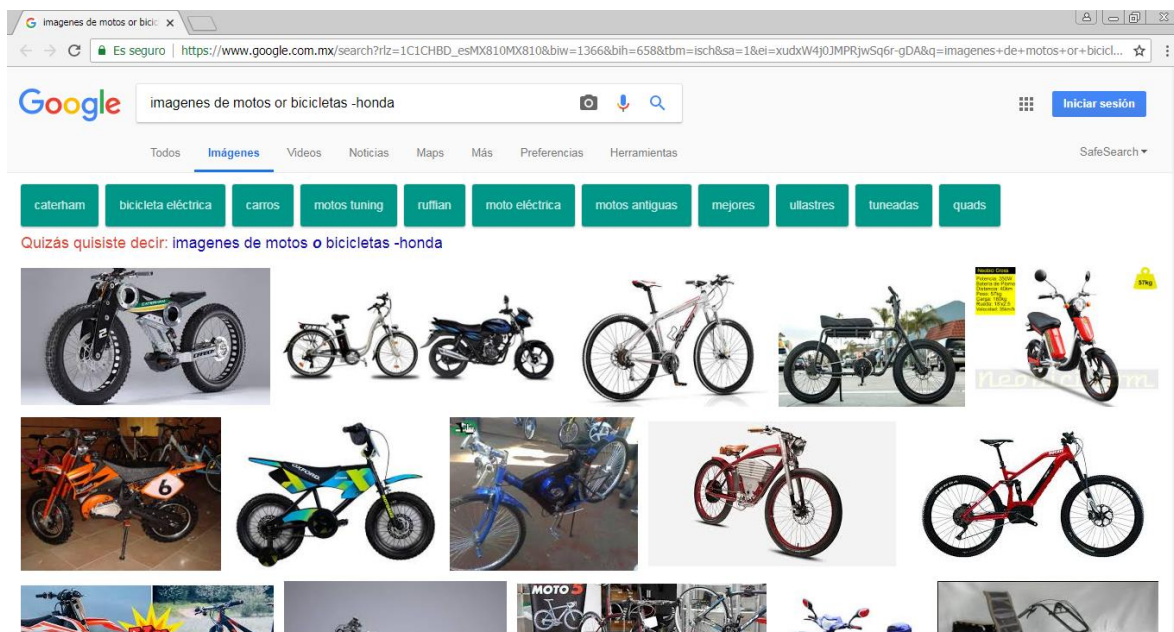 imagenes de motos or bicic
Es seguro | https://www.google.com.mx/search?rlz=1C1CHBD_esMX810MX810&biw=1366&bih=658&tbm=isch&sa=1&ei=xudxW4j0JMPRjwSq6r-gDA&q=imagenes+de+motos+or+bicicl...
Google
imagenes de motos or bicicletas -honda
Iniciar sesión
Todos Imágenes Videos Noticias Maps Más Preferencias Herramientas SafeSearch
caterham bicicleta eléctrica carros motos tuning ruffian moto eléctrica motos antiguas mejores ullastres tuneadas quads
Quizás quisiste decir: imagenes de motos o bicicletas -honda
57kg
6
OXFORD
MOTO 5